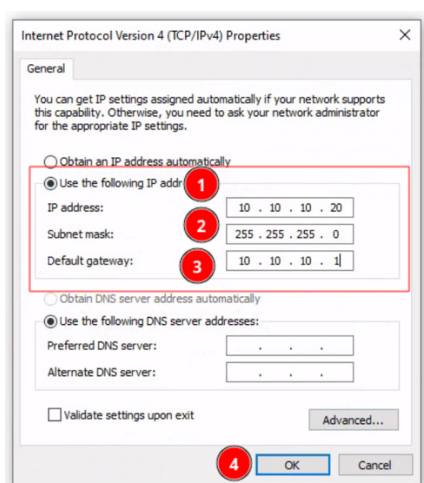 Internet Protocol Version 4 (TCP/IPv4) Properties
General
You can get IP settings assigned automatically if your network supports
this capability. Otherwise, you need to ask your network administrator
for the appropriate IP settings.
Obtain an IP address automatically
Use the following IP addr
1
IP address: 10 . 10 . 10 . 20
2
Subnet mask: 255 . 255 . 255 . 0
Default gateway: 10 . 10 . 10 . 1
3
Obtain DNS server address automatically
Use the following DNS server addresses:
Preferred DNS server: . . .
Alternate DNS server: . . .
Validate settings upon exit
Advanced...
4
OK Cancel